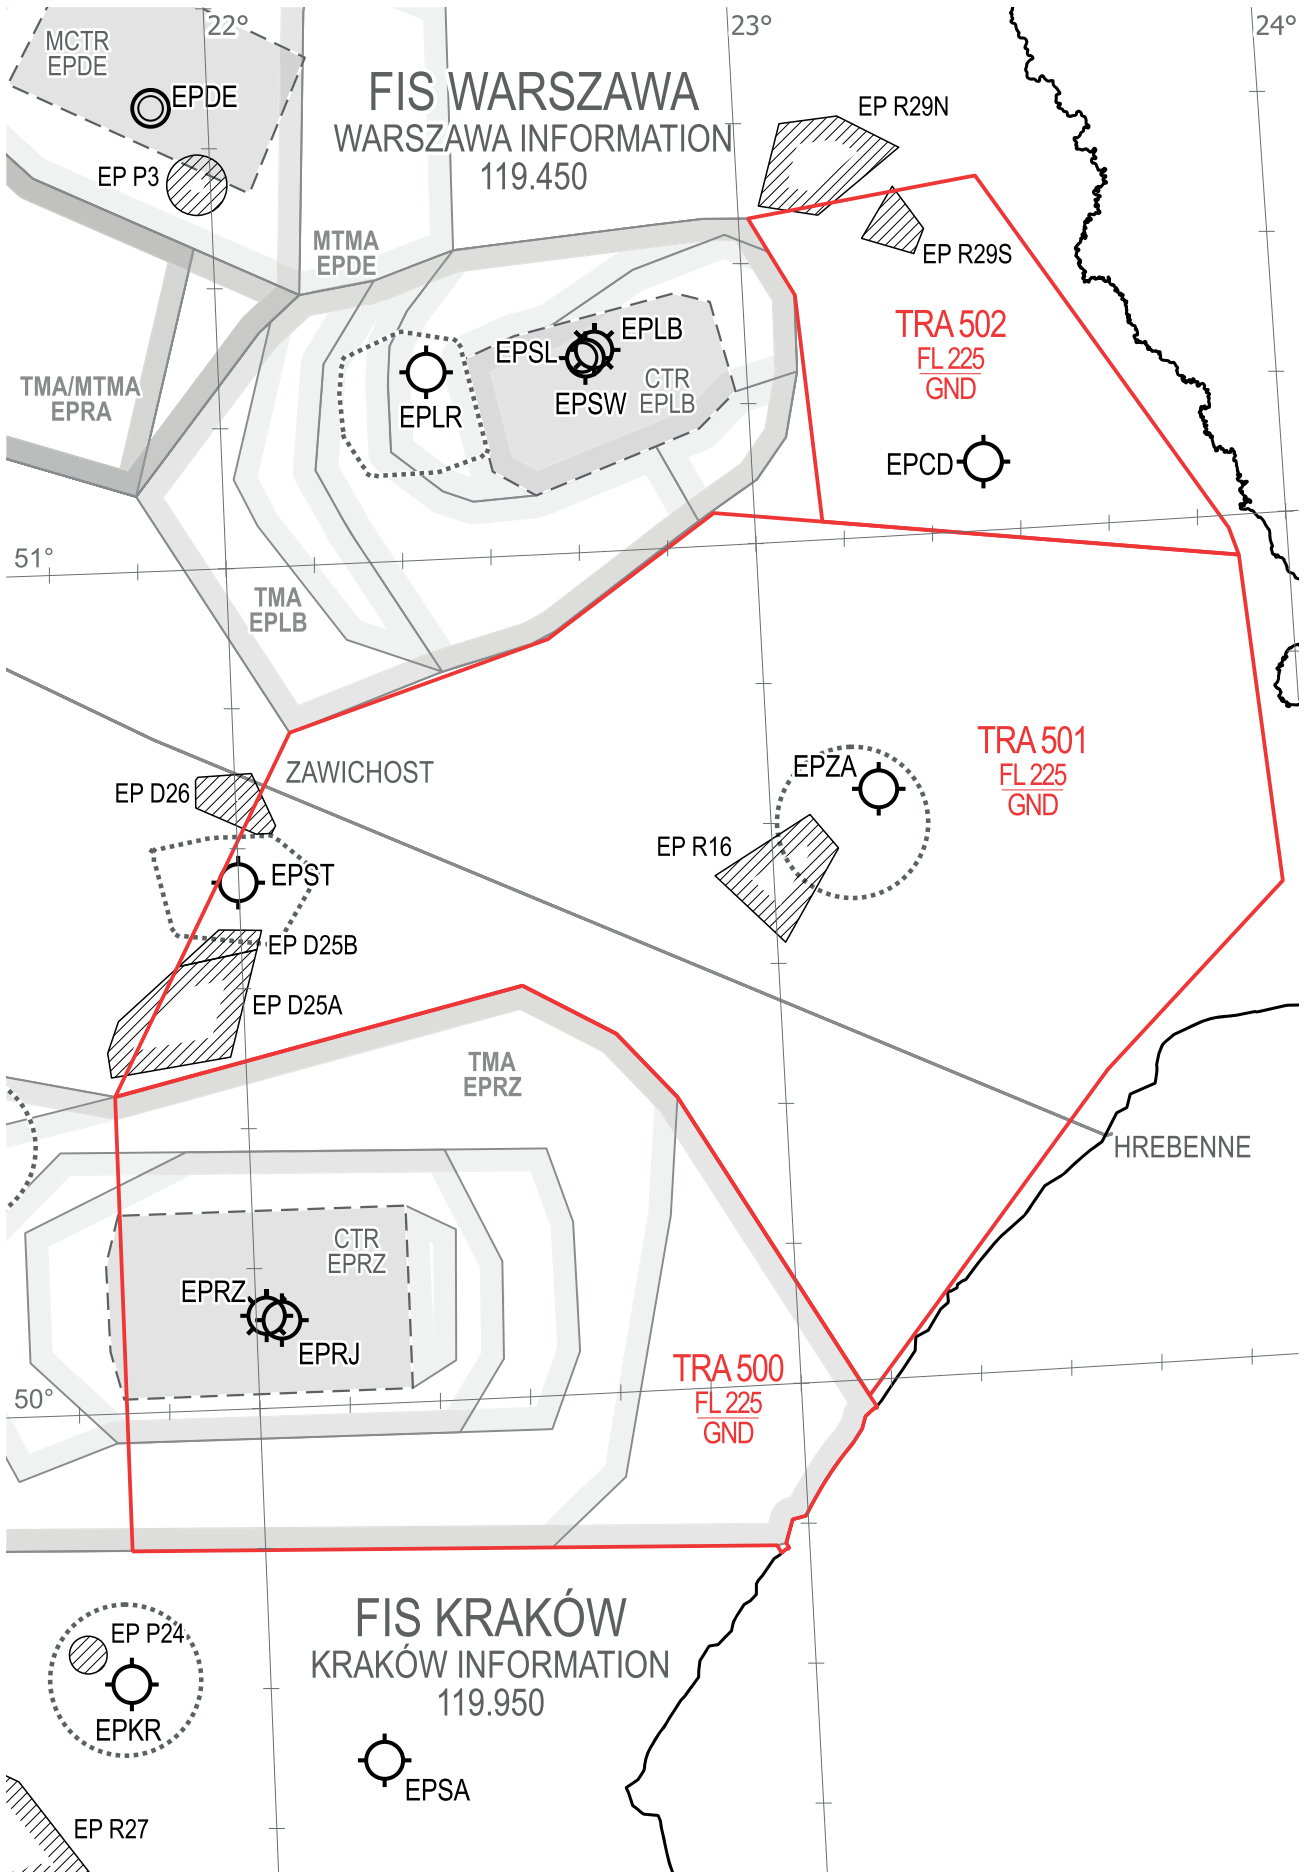 22°
23°
24°
MCTR
EPDE
EPDE
FIS WARSZAWA
WARSZAWA INFORMATION
119.450
EP R29N
EP P3
MTMA
EPDE
EP R29S
TRA 502
FL 225
GND
EPLB
EPSL
EPSW
CTR
EPLB
TMA/MTMA
EPRA
EPLR
EPCD
51°
TMA
EPLB
ZAWICHOST
TRA 501
FL 225
GND
EPZA
EP D26
EP R16
EPST
EP D25B
EP D25A
TMA
EPRZ
HREBENNE
CTR
EPRZ
EPRZ
EPRJ
TRA 500
FL 225
GND
50°
FIS KRAKÓW
KRAKÓW INFORMATION
119.950
EP P24
EPKR
EPSA
EP R27